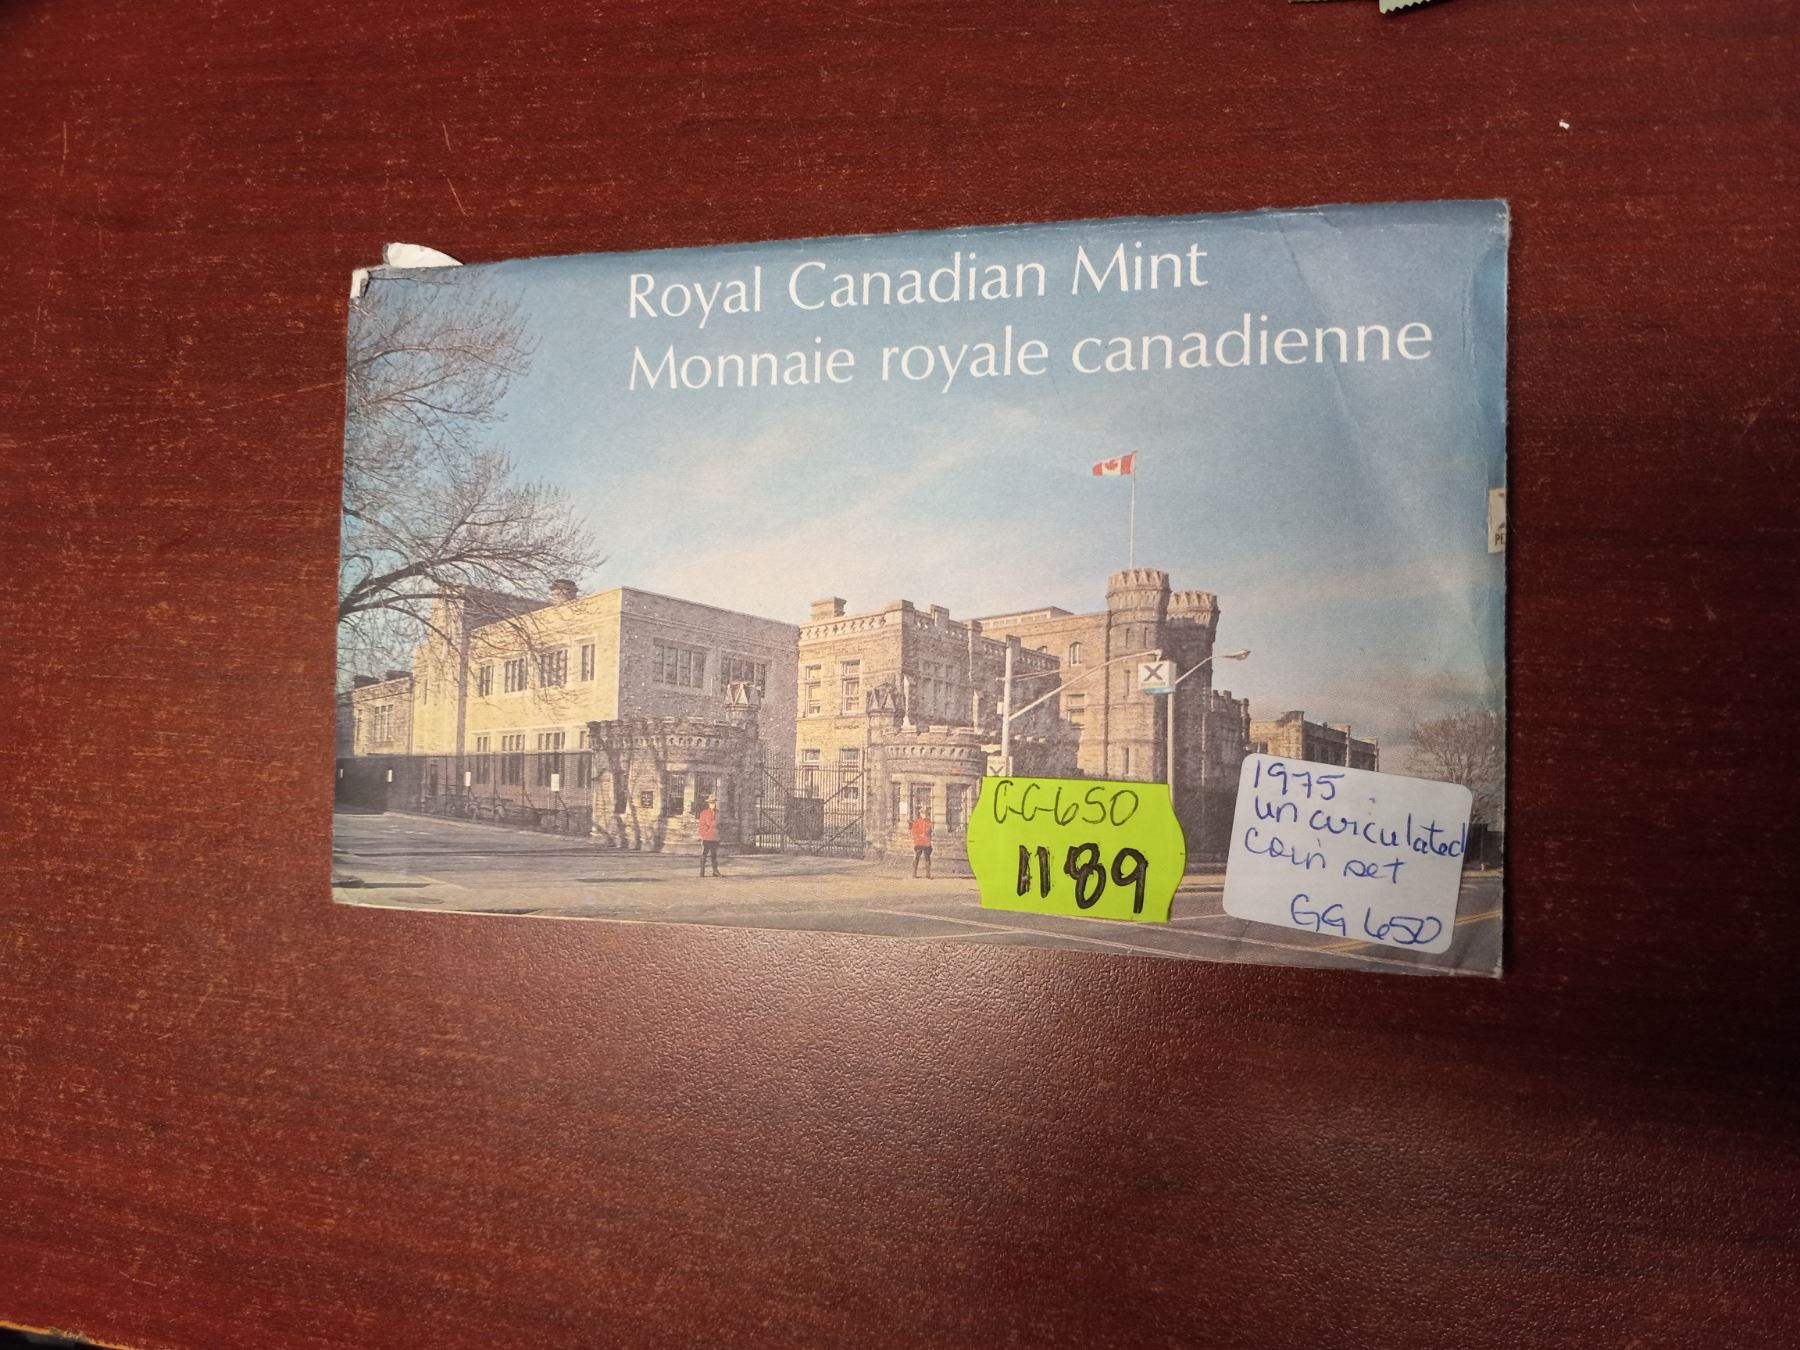 Royal Canadian Mint
Monnaie royale canadienne
X
GG650
1189
1975
uncirculated
coin set
GG 650